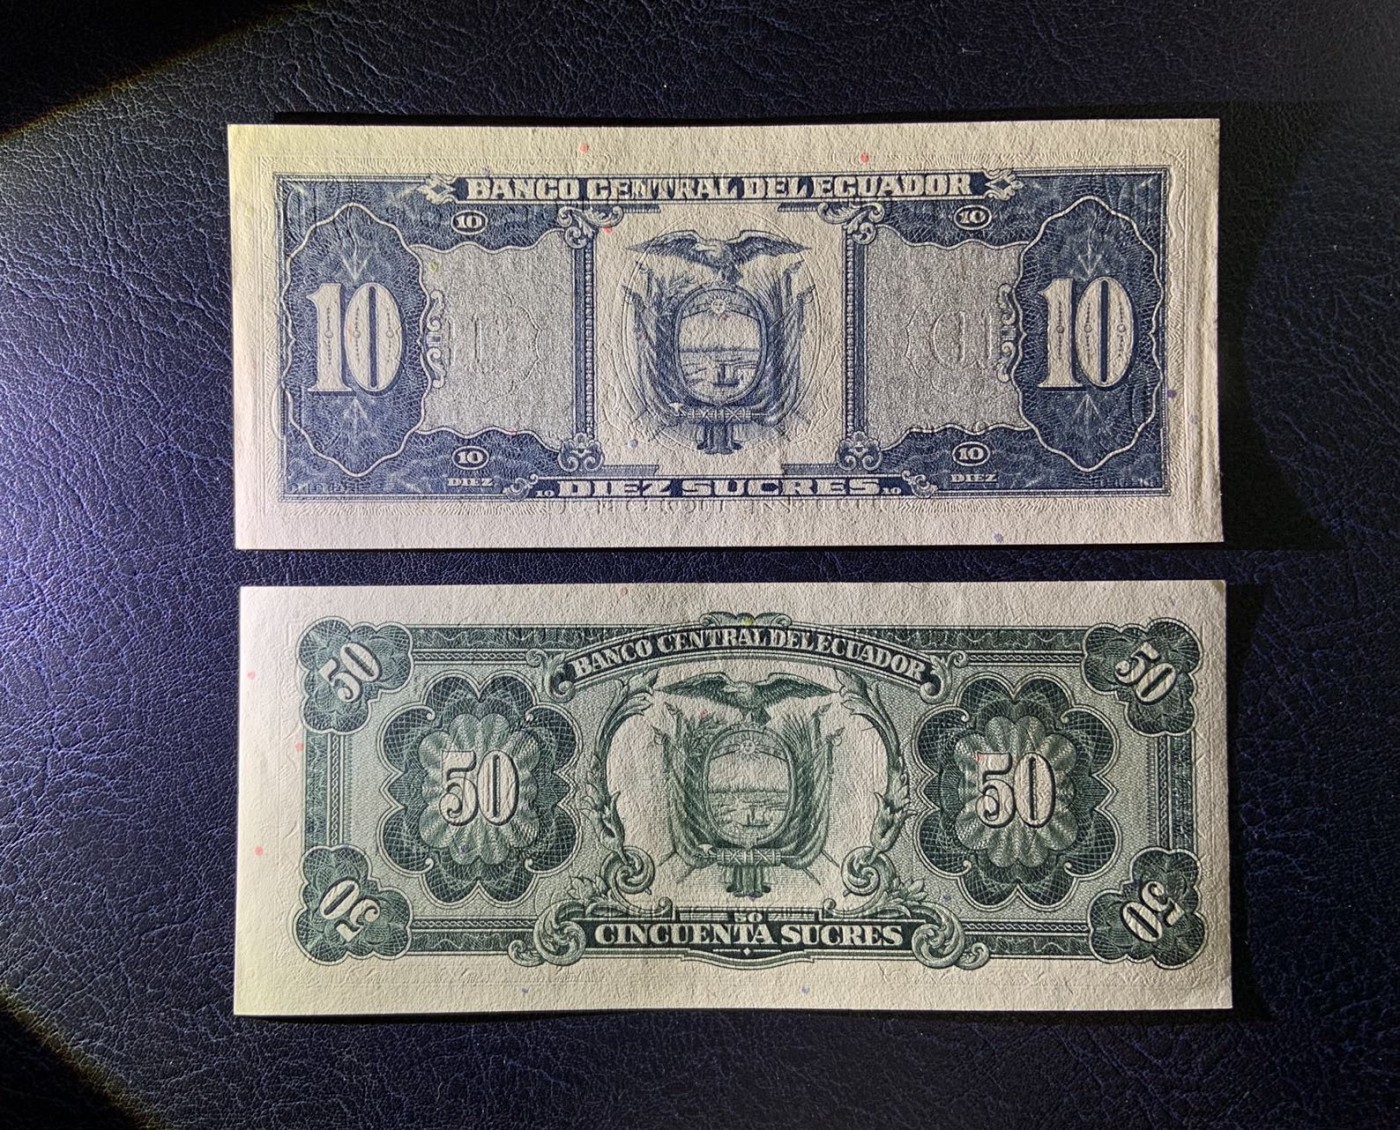 BANCO CENTRAL DEL ECUADOR
10 10
10 10
10 10
DIEZ DIEZ
10 DIEZ SUCRES 10
50 50
BANCO CENTRAL DEL ECUADOR
50 50
50 50
50
CINCUENTA SUCRES